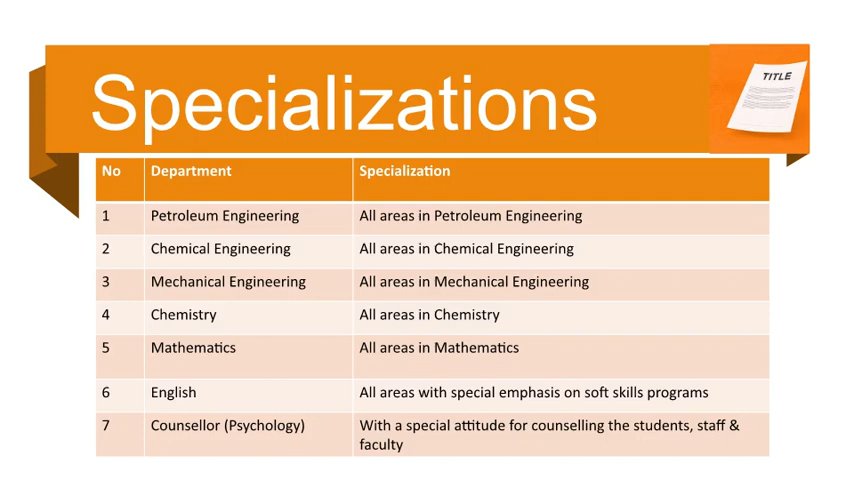 Specializations
TITLE
No Department Specialization
1 Petroleum Engineering All areas in Petroleum Engineering
2 Chemical Engineering All areas in Chemical Engineering
3 Mechanical Engineering All areas in Mechanical Engineering
4 Chemistry All areas in Chemistry
5 Mathematics All areas in Mathematics
6 English All areas with special emphasis on soft skills programs
7 Counsellor (Psychology) With a special attitude for counselling the students, staff &
faculty